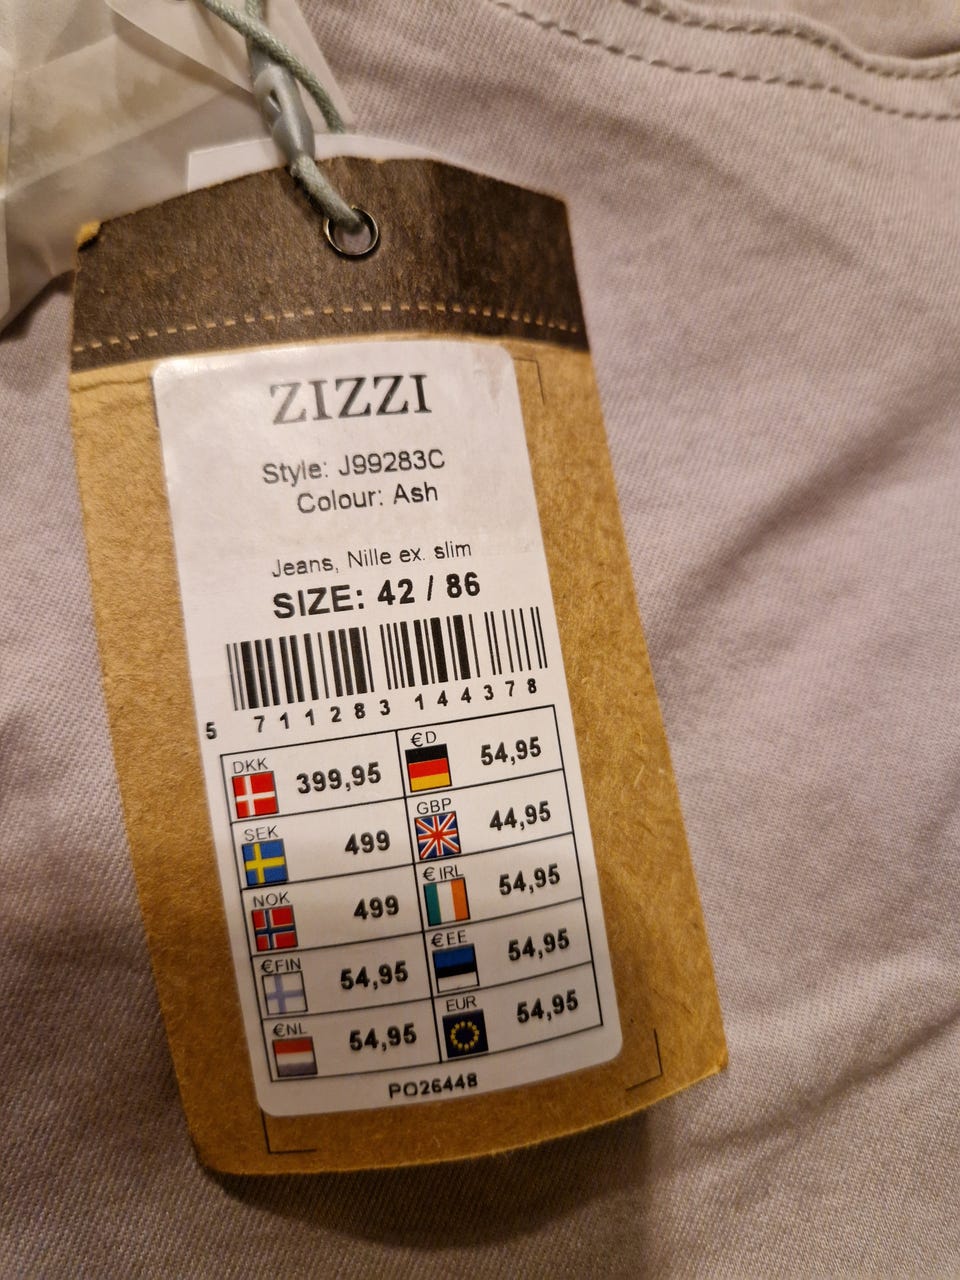 ZIZZI
Style: J99283C
Colour: Ash
Jeans, Nille ex. slim
SIZE: 42 / 86
5 711283 144378
DKK 399,95
€D 54,95
SEK 499
GBP 44,95
NOK 499
€IRL 54,95
€FIN 54,95
€EE 54,95
€NL 54,95
EUR 54,95
PO26448